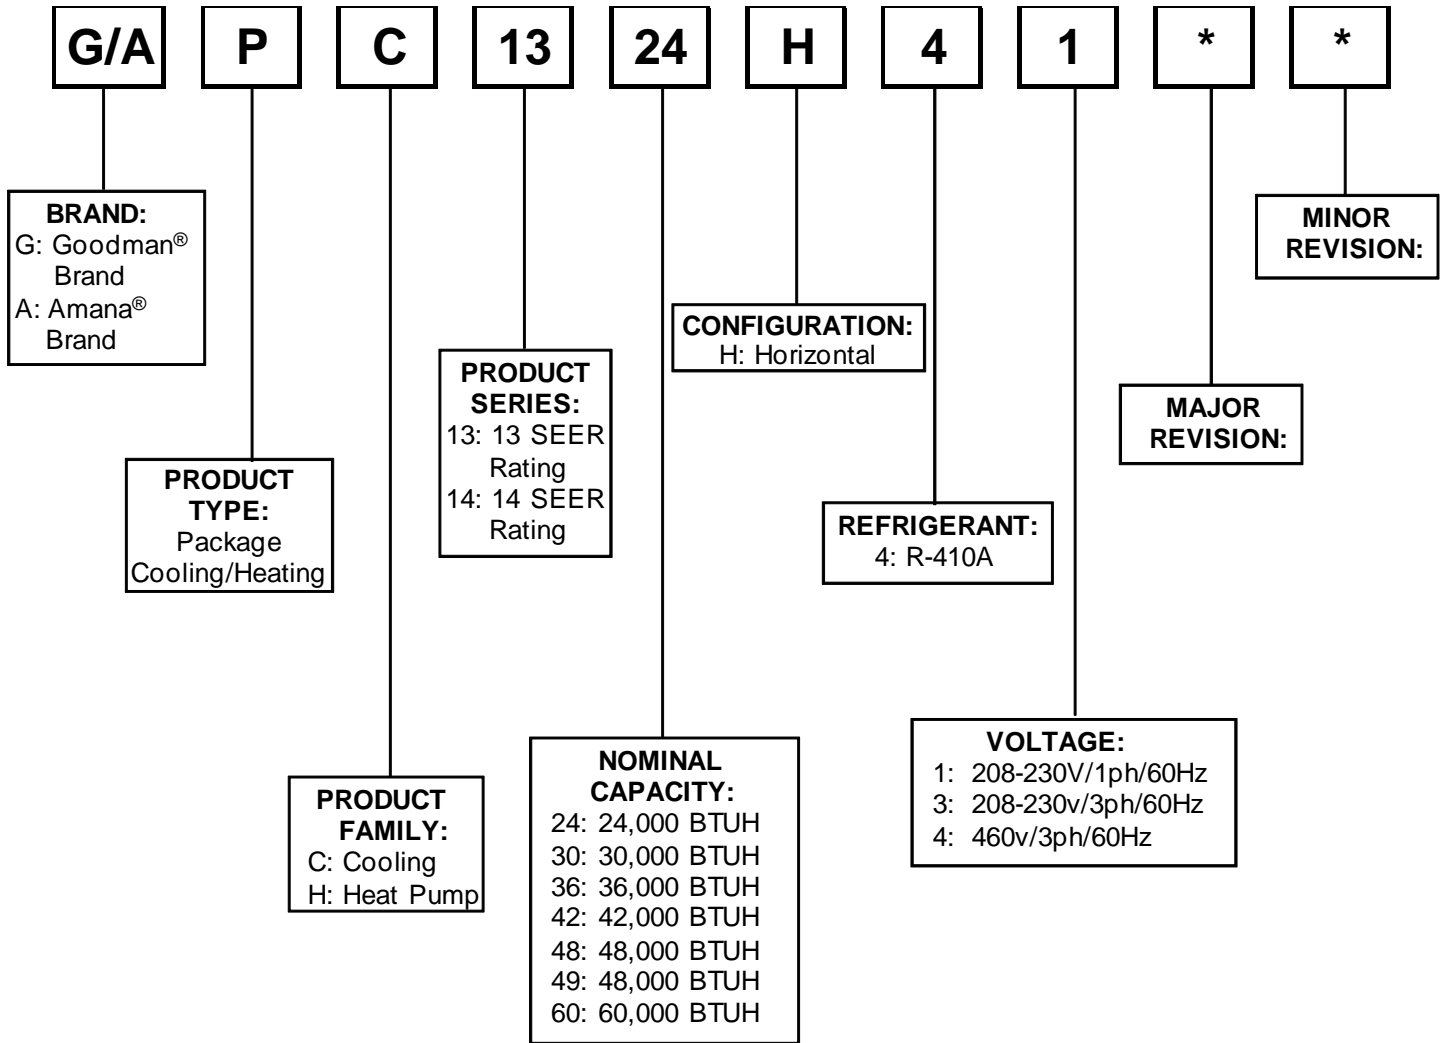 G/A P C 13 24 H 4 1 * *
BRAND:
G: Goodman®
Brand
A: Amana®
Brand
PRODUCT
TYPE:
Package
Cooling/Heating
PRODUCT
FAMILY:
C: Cooling
H: Heat Pump
PRODUCT
SERIES:
13: 13 SEER
Rating
14: 14 SEER
Rating
NOMINAL
CAPACITY:
24: 24,000 BTUH
30: 30,000 BTUH
36: 36,000 BTUH
42: 42,000 BTUH
48: 48,000 BTUH
49: 48,000 BTUH
60: 60,000 BTUH
CONFIGURATION:
H: Horizontal
REFRIGERANT:
4: R-410A
VOLTAGE:
1: 208-230V/1ph/60Hz
3: 208-230v/3ph/60Hz
4: 460v/3ph/60Hz
MAJOR
REVISION:
MINOR
REVISION: